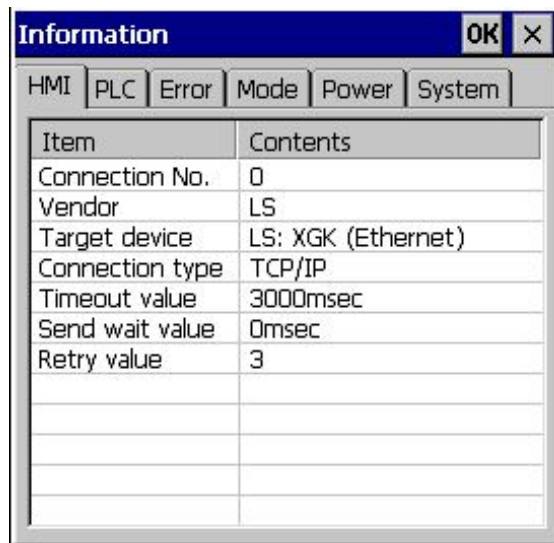 Information OK ×
HMI PLC Error Mode Power System
Item Contents
Connection No. 0
Vendor LS
Target device LS: XGK (Ethernet)
Connection type TCP/IP
Timeout value 3000msec
Send wait value 0msec
Retry value 3